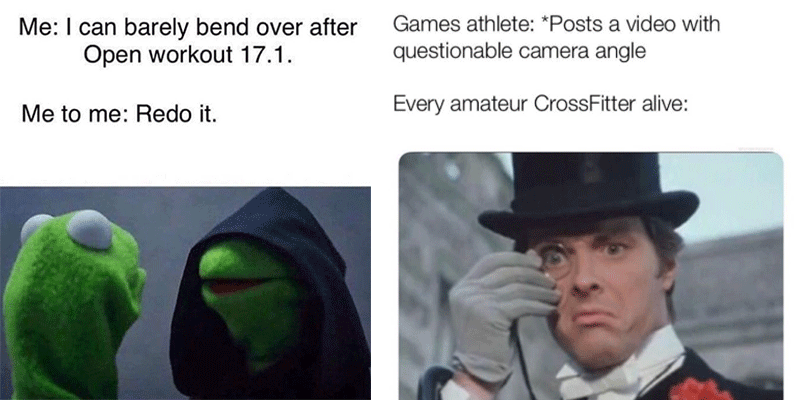 Me: I can barely bend over after
Open workout 17.1.
Me to me: Redo it.
Games athlete: *Posts a video with
questionable camera angle
Every amateur CrossFitter alive: